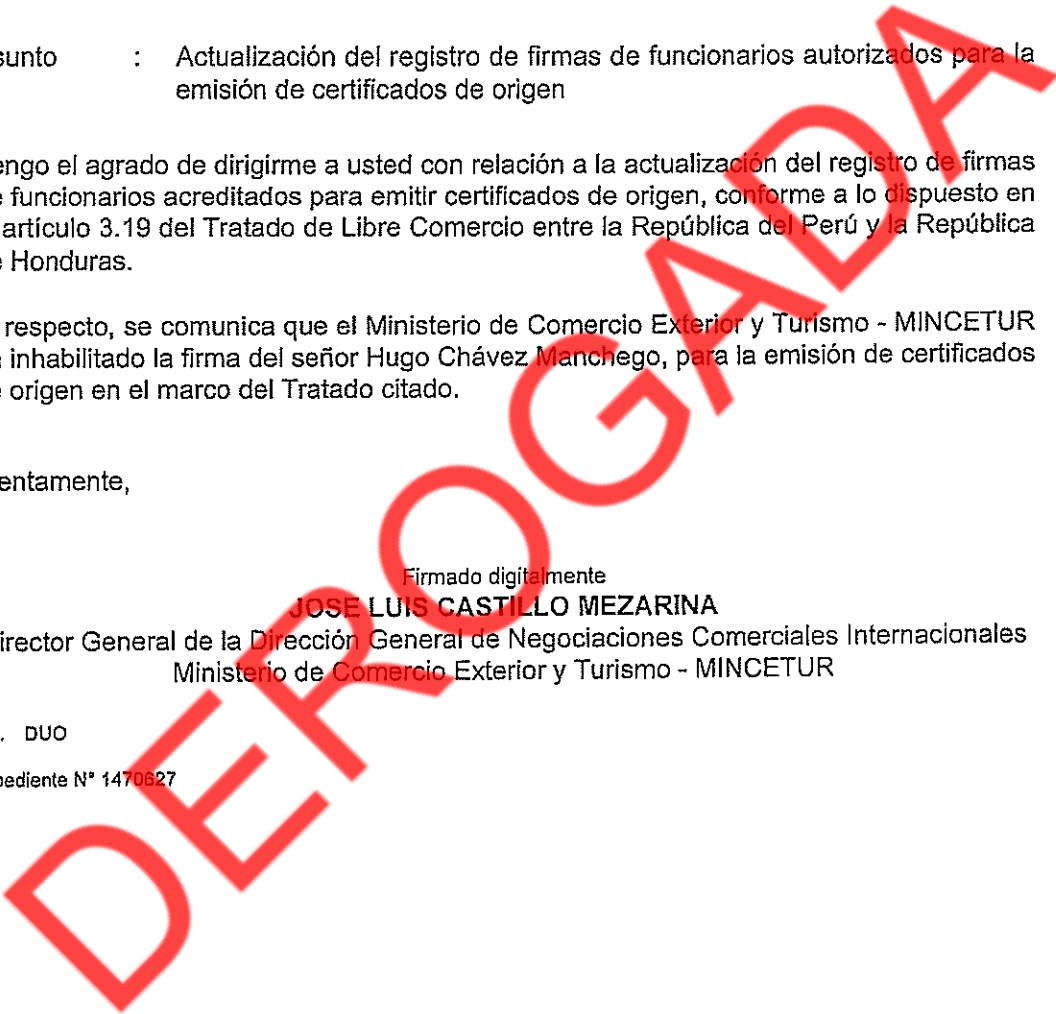 sunto : Actualización del registro de firmas de funcionarios autorizados para la
emisión de certificados de origen
engo el agrado de dirigirme a usted con relación a la actualización del registro de firmas
e funcionarios acreditados para emitir certificados de origen, conforme a lo dispuesto en
l artículo 3.19 del Tratado de Libre Comercio entre la República del Perú y la República
e Honduras.
respecto, se comunica que el Ministerio de Comercio Exterior y Turismo - MINCETUR
inhabilitado la firma del señor Hugo Chávez Manchego, para la emisión de certificados
e origen en el marco del Tratado citado.
entamente,
Firmado digitalmente
JOSE LUIS CASTILLO MEZARINA
irector General de la Dirección General de Negociaciones Comerciales Internacionales
Ministerio de Comercio Exterior y Turismo - MINCETUR
. DUO
pediente N° 1470627
DEROGADA